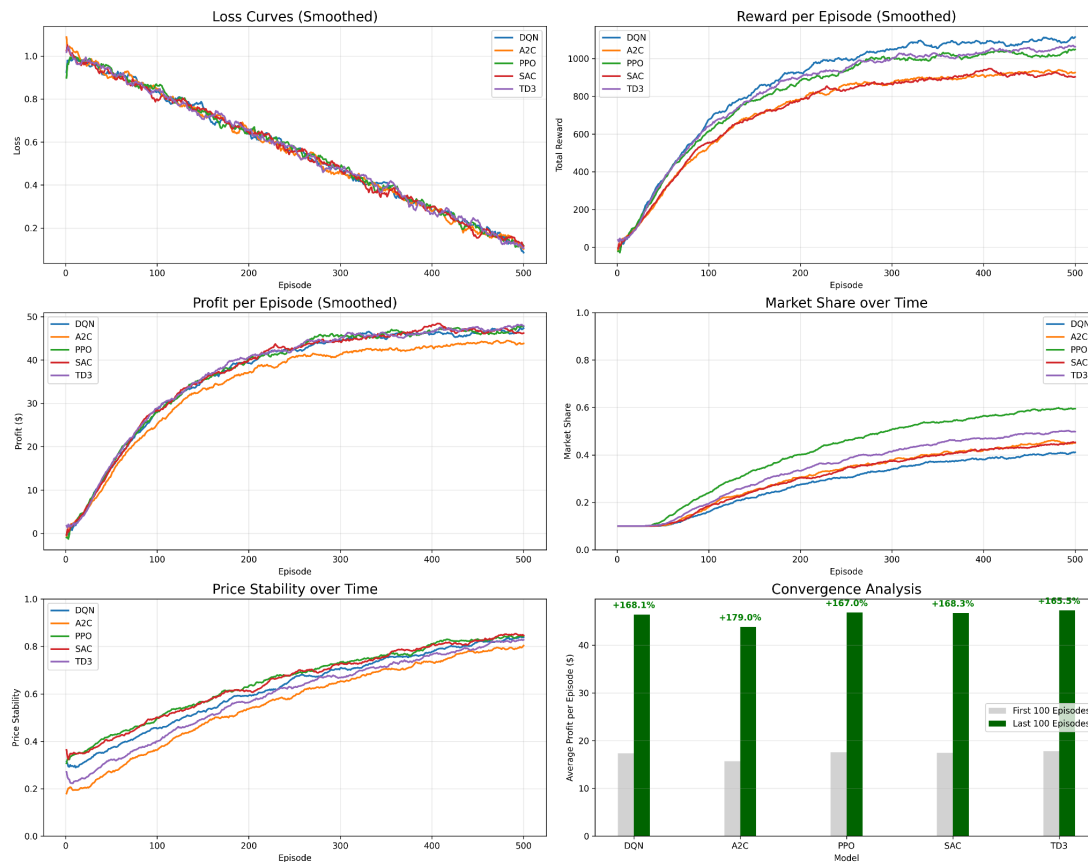 Loss Curves (Smoothed)
1.0
0.8
0.6
0.4
0.2
Loss
DQN
A2C
PPO
SAC
TD3
0
100
200
300
400
500
Episode
Reward per Episode (Smoothed)
1000
800
600
400
200
0
Total Reward
DQN
A2C
PPO
SAC
TD3
0
100
200
300
400
500
Episode
Profit per Episode (Smoothed)
50
40
30
20
10
0
Profit ($)
DQN
A2C
PPO
SAC
TD3
0
100
200
300
400
500
Episode
Market Share over Time
1.0
0.8
0.6
0.4
0.2
0.0
Market Share
DQN
A2C
PPO
SAC
TD3
0
100
200
300
400
500
Episode
Price Stability over Time
1.0
0.8
0.6
0.4
0.2
0.0
Price Stability
DQN
A2C
PPO
SAC
TD3
0
100
200
300
400
500
Episode
Convergence Analysis
+168.1%
+179.0%
+167.0%
+168.3%
+165.5%
40
30
20
10
0
Average Profit per Episode ($)
First 100 Episodes
Last 100 Episodes
DQN
A2C
PPO
SAC
TD3
Model